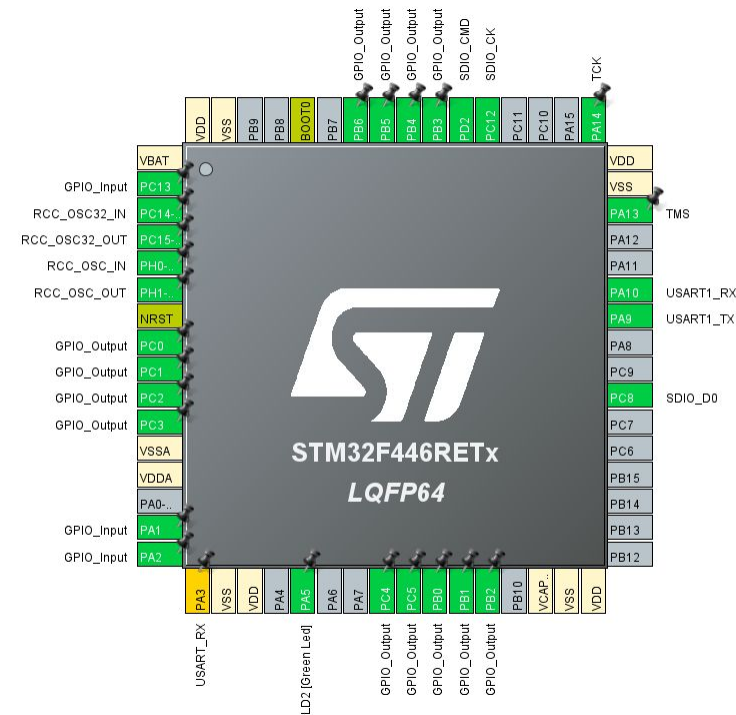 GPIO_Output
GPIO_Output
GPIO_Output
GPIO_Output
SDIO_CMD
SDIO_CK
TCK
VDD
VSS
PB9
PB8
BOOT0
PB7
PB6
PB5
PB4
PB3
PD2
PC12
PC11
PC10
PA15
PA14
VBAT
GPIO_Input PC13
RCC_OSC32_IN PC14-..
RCC_OSC32_OUT PC15-..
RCC_OSC_IN PH0-..
RCC_OSC_OUT PH1-..
NRST
GPIO_Output PC0
GPIO_Output PC1
GPIO_Output PC2
GPIO_Output PC3
VSSA
VDDA
PA0-..
GPIO_Input PA1
GPIO_Input PA2
ST
STM32F446RETx
LQFP64
VDD
VSS
PA13 TMS
PA12
PA11
PA10 USART1_RX
PA9 USART1_TX
PA8
PC9
PC8 SDIO_D0
PC7
PC6
PB15
PB14
PB13
PB12
PA3
VSS
VDD
PA4
PA5
PA6
PA7
PC4
PC5
PB0
PB1
PB2
PB10
VCAP..
VSS
VDD
USART_RX
LD2 [Green Led]
GPIO_Output
GPIO_Output
GPIO_Output
GPIO_Output
GPIO_Output